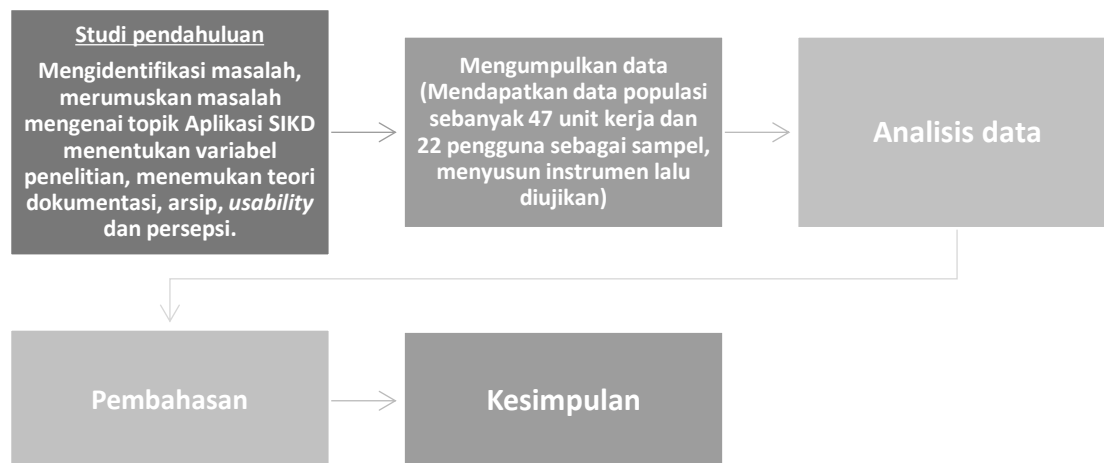 Studi pendahuluan
Mengidentifikasi masalah,
merumuskan masalah
mengenai topik Aplikasi SIKD
menentukan variabel
penelitian, menemukan teori
dokumentasi, arsip, usability
dan persepsi.
Mengumpulkan data
(Mendapatkan data populasi
sebanyak 47 unit kerja dan
22 pengguna sebagai sampel,
menyusun instrumen lalu
diujikan)
Analisis data
Pembahasan
Kesimpulan